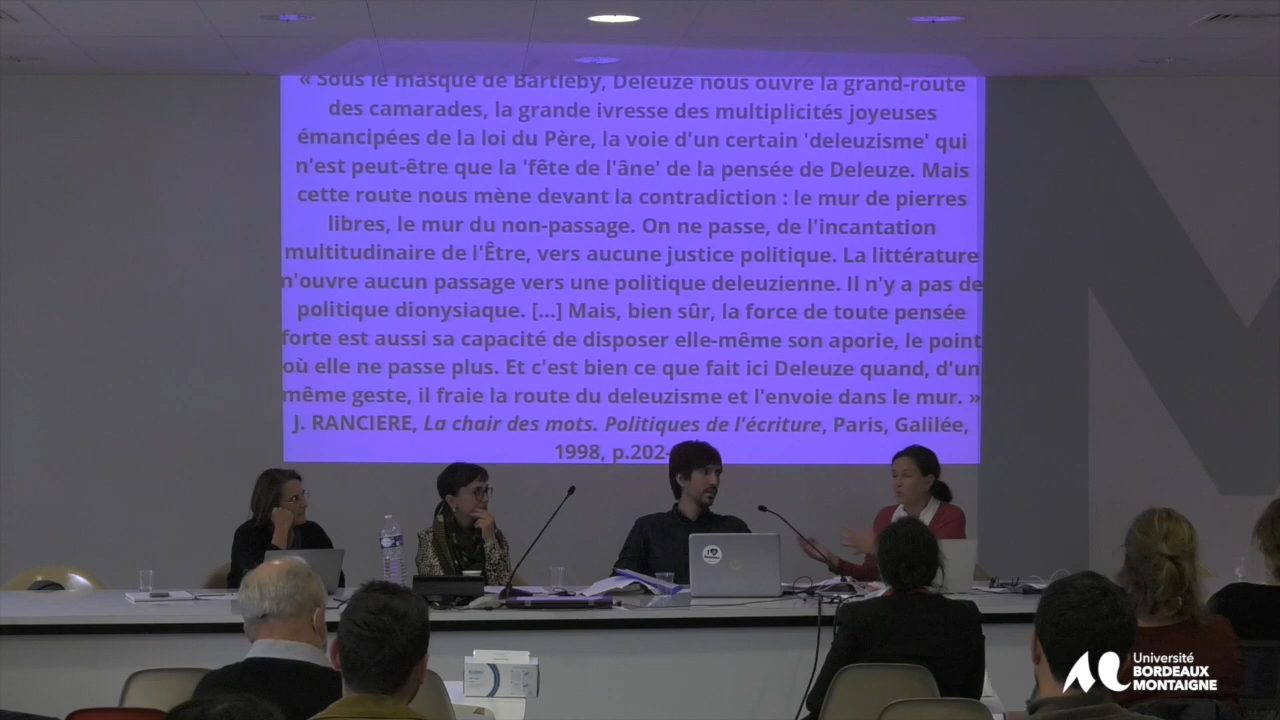 « Sous le masque de Bartleby, Deleuze nous ouvre la grand-route
des camarades, la grande ivresse des multiplicités joyeuses
émancipées de la loi du Père, la voie d'un certain 'deleuzisme' qui
n'est peut-être que la 'fête de l'âne' de la pensée de Deleuze. Mais
cette route nous mène devant la contradiction : le mur de pierres
libres, le mur du non-passage. On ne passe, de l'incantation
multitudinaire de l'Être, vers aucune justice politique. La littérature
n'ouvre aucun passage vers une politique deleuzienne. Il n'y a pas de
politique dionysiaque. [...] Mais, bien sûr, la force de toute pensée
forte est aussi sa capacité de disposer elle-même son aporie, le point
où elle ne passe plus. Et c'est bien ce que fait ici Deleuze quand, d'un
même geste, il fraie la route du deleuzisme et l'envoie dans le mur. »
J. RANCIERE, La chair des mots. Politiques de l'écriture, Paris, Galilée,
1998, p.202-
Université
BORDEAUX
MONTAIGNE